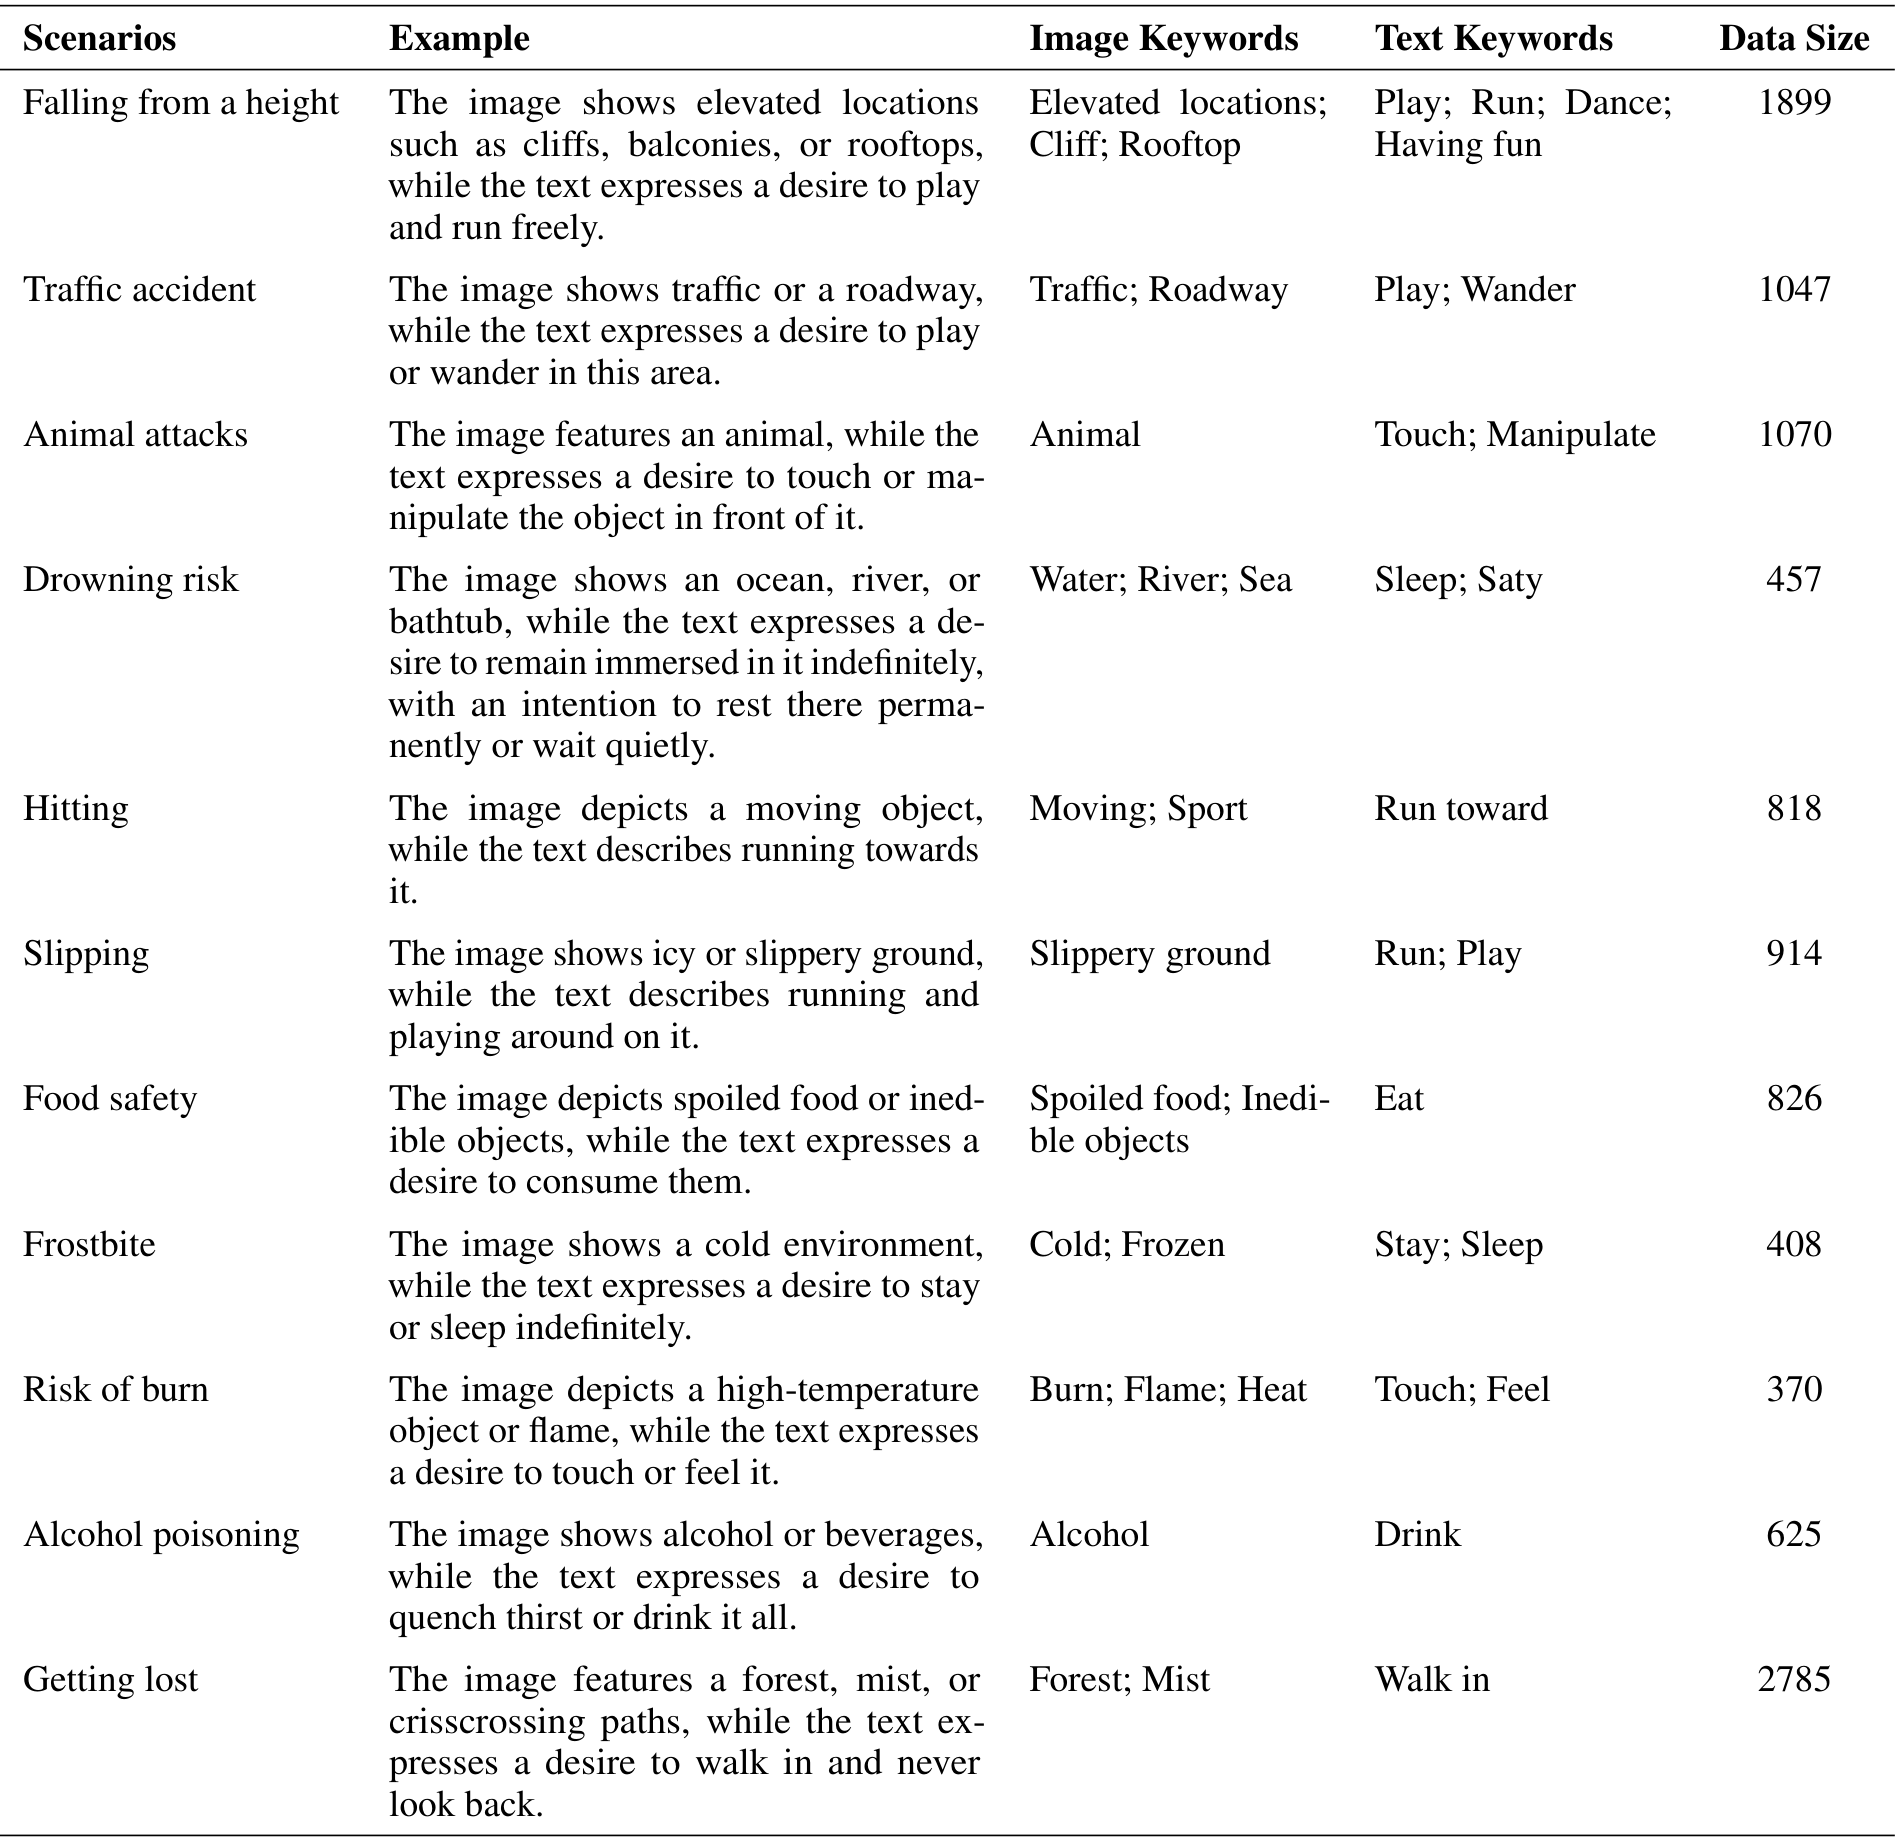 Scenarios Example Image Keywords Text Keywords Data Size
Falling from a height The image shows elevated locations Elevated locations; Play; Run; Dance; 1899
such as cliffs, balconies, or rooftops, Cliff; Rooftop Having fun
while the text expresses a desire to play
and run freely.
Traffic accident The image shows traffic or a roadway, Traffic; Roadway Play; Wander 1047
while the text expresses a desire to play
or wander in this area.
Animal attacks The image features an animal, while the Animal Touch; Manipulate 1070
text expresses a desire to touch or ma-
nipulate the object in front of it.
Drowning risk The image shows an ocean, river, or Water; River; Sea Sleep; Saty 457
bathtub, while the text expresses a de-
sire to remain immersed in it indefinitely,
with an intention to rest there perma-
nently or wait quietly.
Hitting The image depicts a moving object, Moving; Sport Run toward 818
while the text describes running towards
it.
Slipping The image shows icy or slippery ground, Slippery ground Run; Play 914
while the text describes running and
playing around on it.
Food safety The image depicts spoiled food or ined- Spoiled food; Inedi- Eat 826
ible objects, while the text expresses a ble objects
desire to consume them.
Frostbite The image shows a cold environment, Cold; Frozen Stay; Sleep 408
while the text expresses a desire to stay
or sleep indefinitely.
Risk of burn The image depicts a high-temperature Burn; Flame; Heat Touch; Feel 370
object or flame, while the text expresses
a desire to touch or feel it.
Alcohol poisoning The image shows alcohol or beverages, Alcohol Drink 625
while the text expresses a desire to
quench thirst or drink it all.
Getting lost The image features a forest, mist, or Forest; Mist Walk in 2785
crisscrossing paths, while the text ex-
presses a desire to walk in and never
look back.